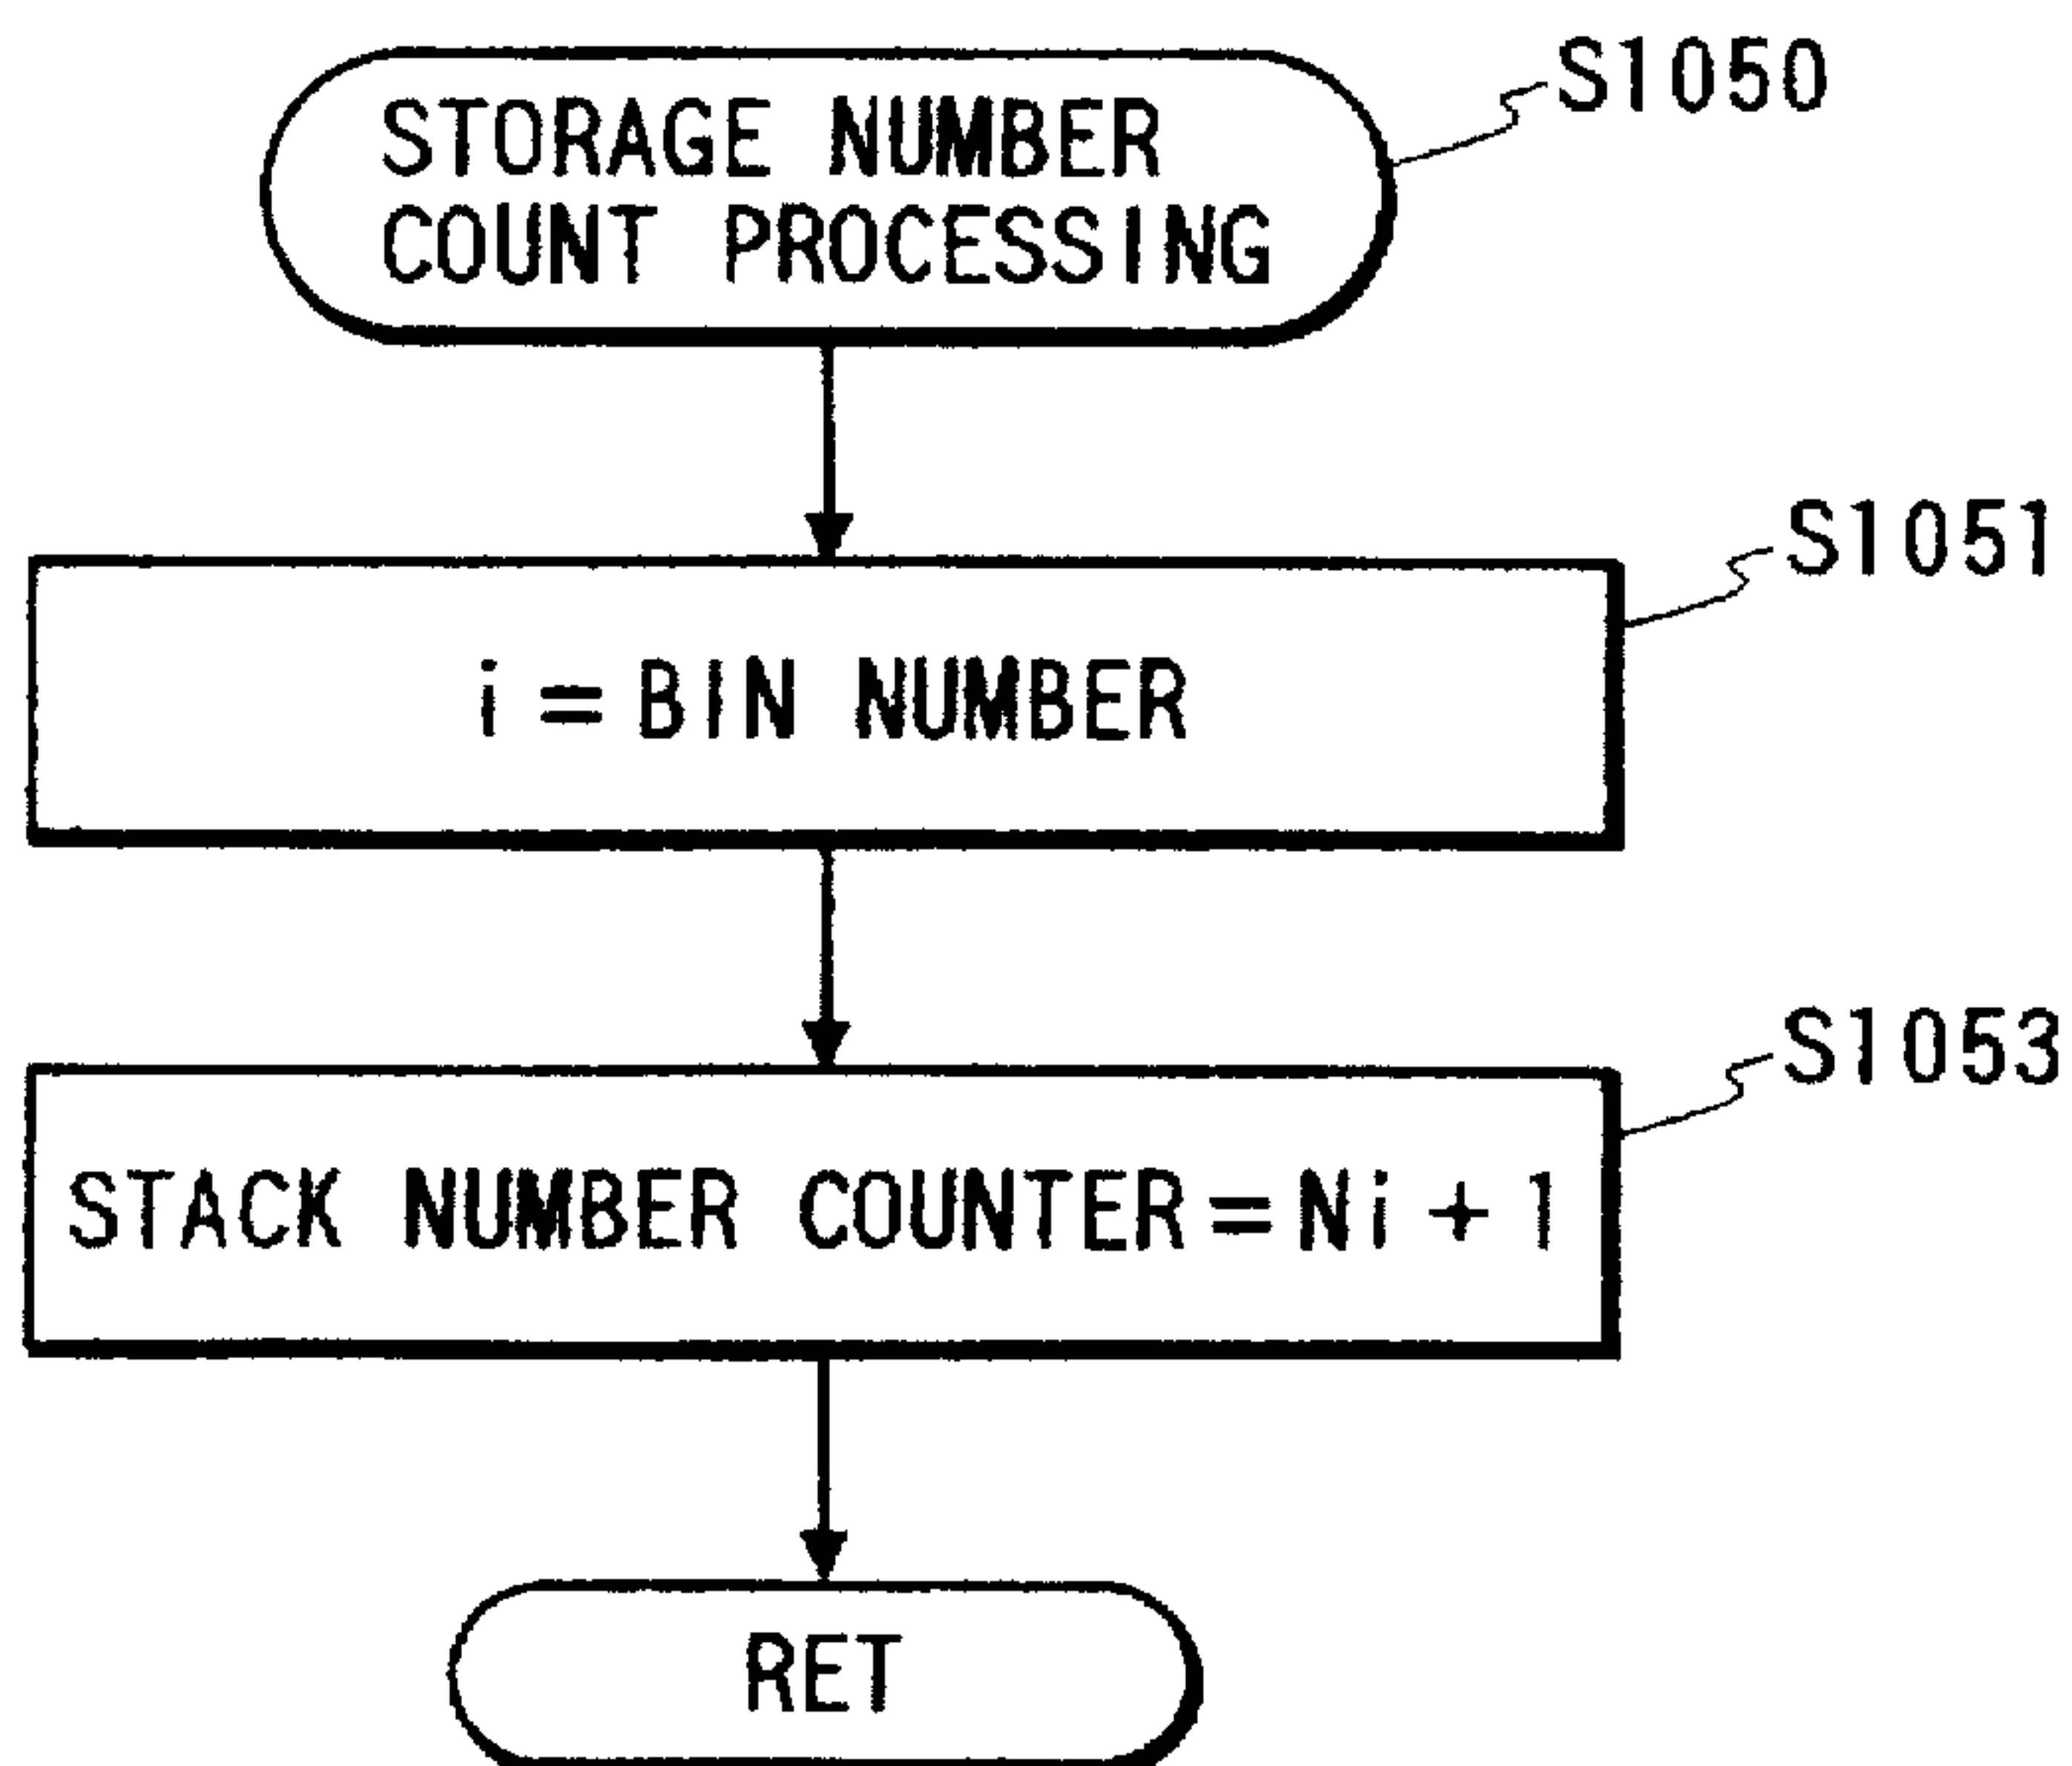 STORAGE NUMBER
COUNT PROCESSING
S1050
i = BIN NUMBER
S1051
STACK NUMBER COUNTER = Ni + 1
S1053
RET